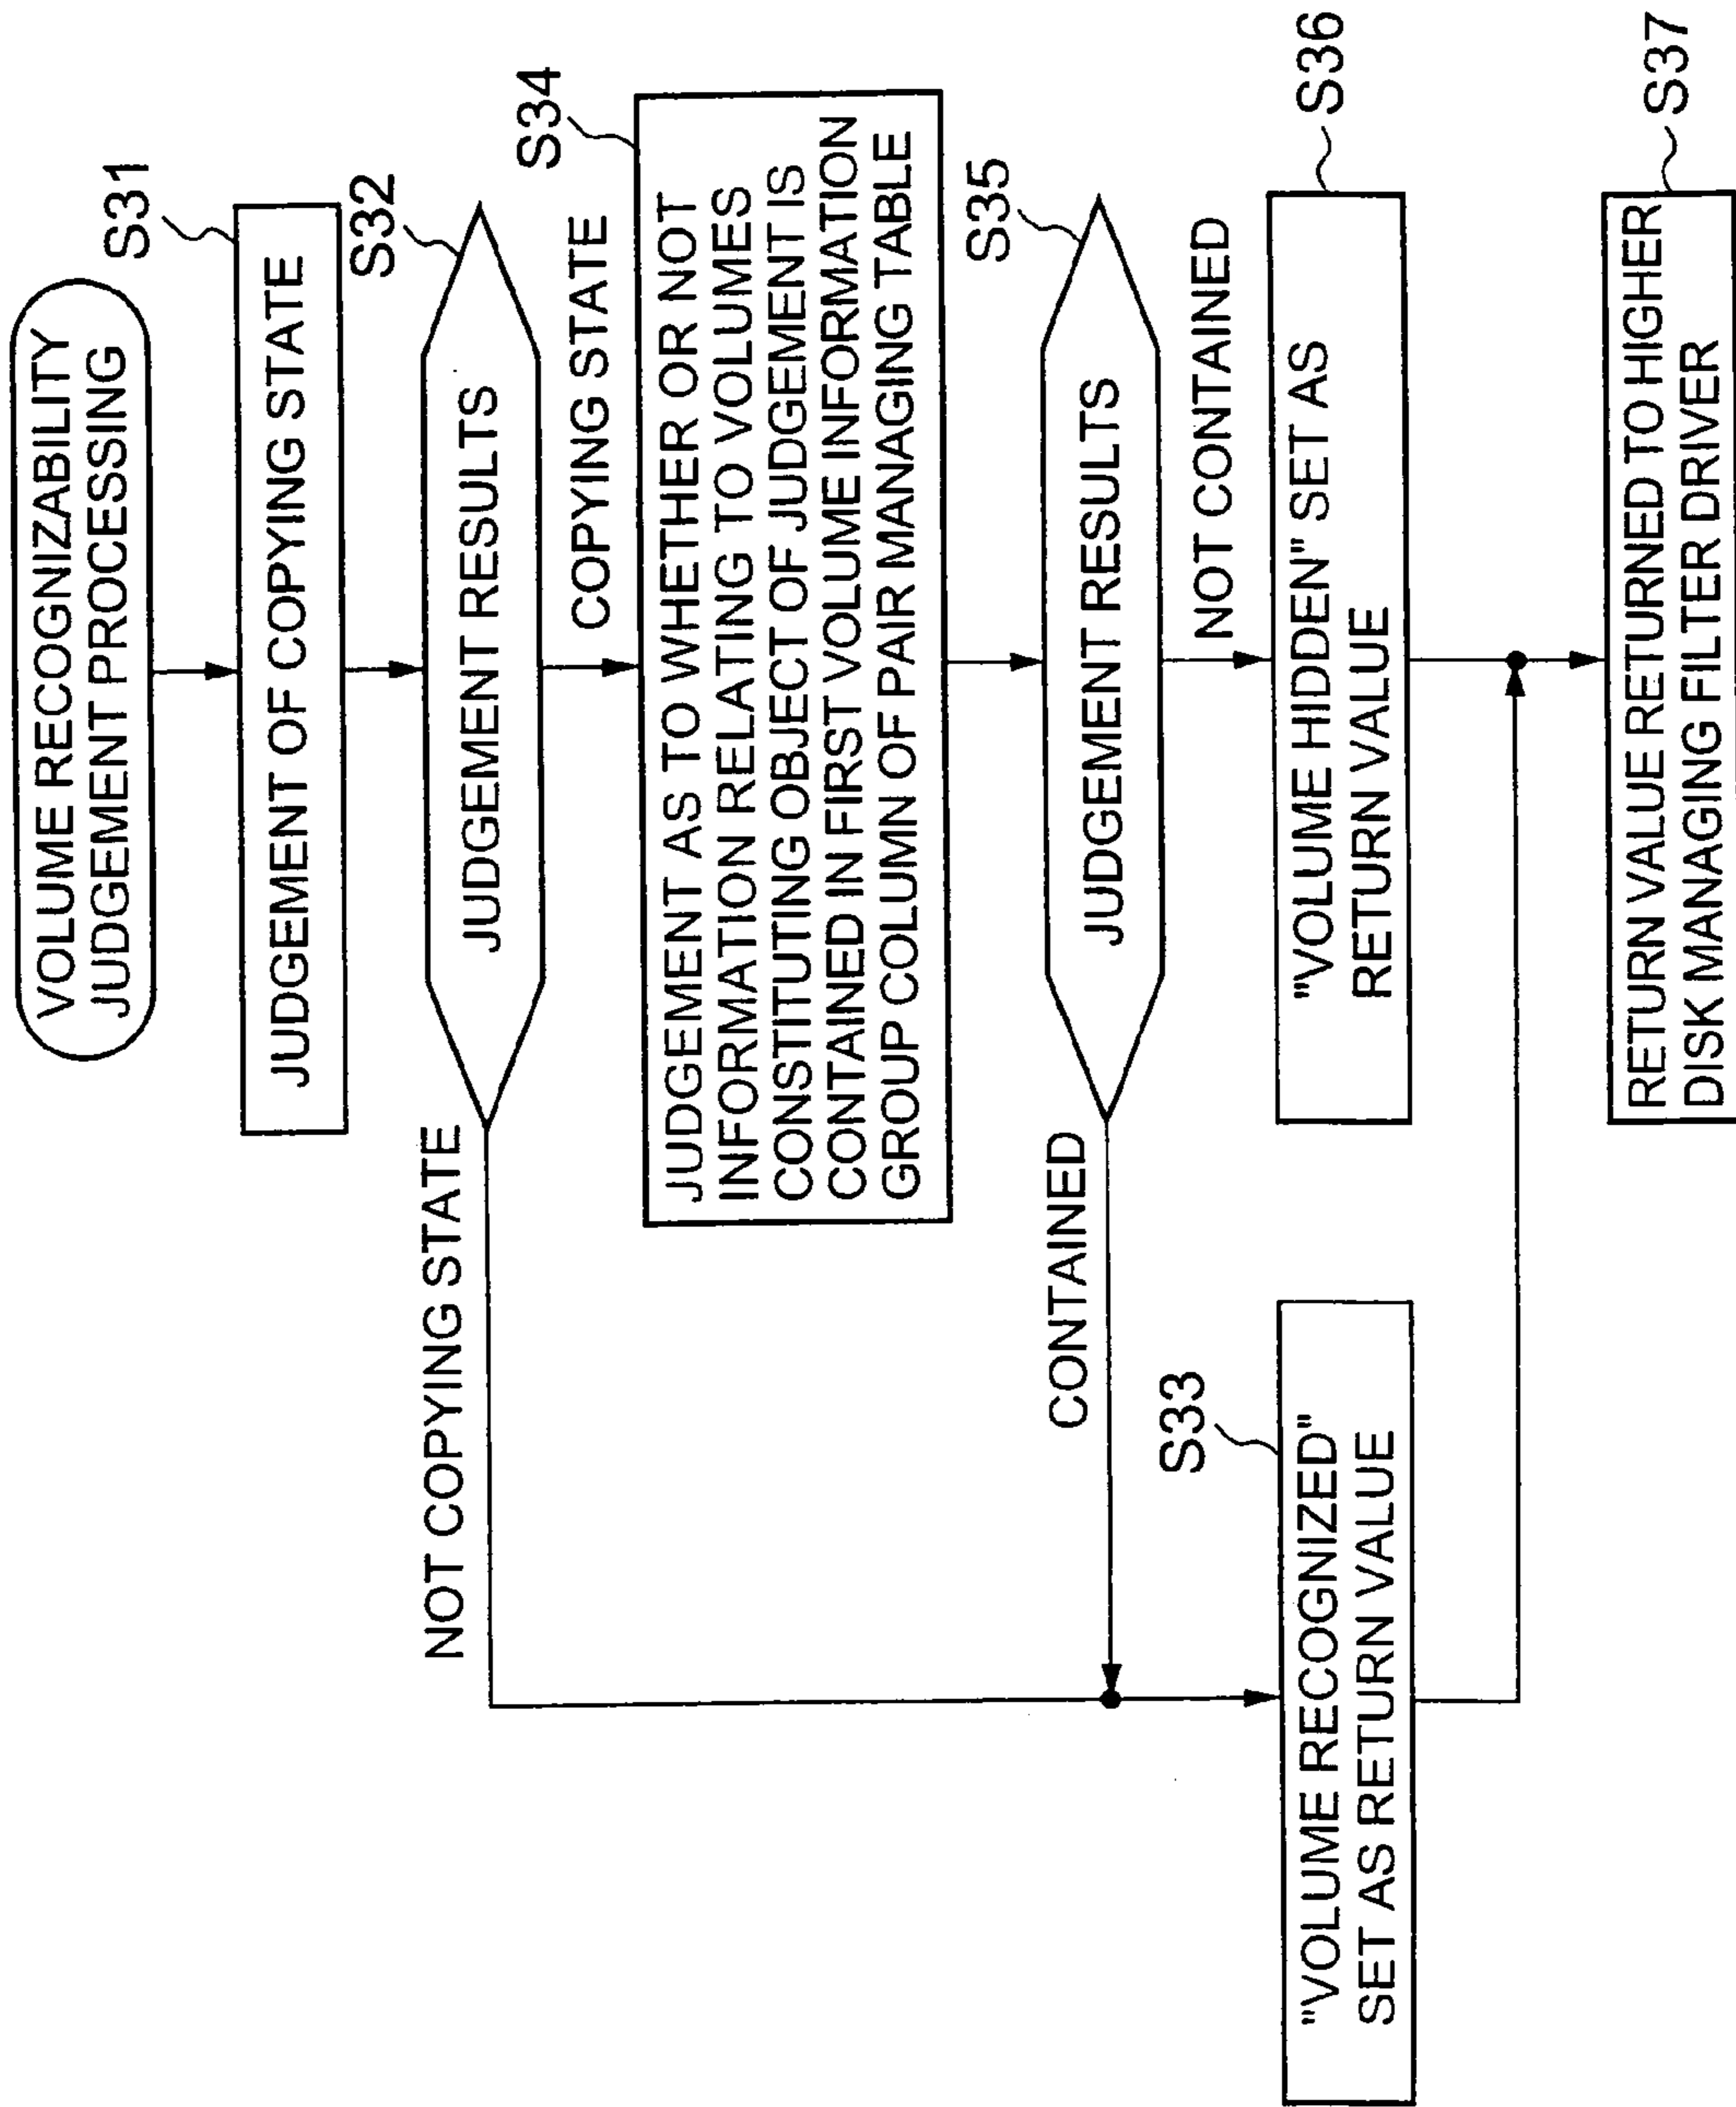 VOLUME RECOGNIZABILITY
JUDGEMENT PROCESSING
S31
JUDGEMENT OF COPYING STATE
S32
JUDGEMENT RESULTS
NOT COPYING STATE
COPYING STATE
S34
JUDGEMENT AS TO WHETHER OR NOT
INFORMATION RELATING TO VOLUMES
CONSTITUTING OBJECT OF JUDGEMENT IS
CONTAINED IN FIRST VOLUME INFORMATION
GROUP COLUMN OF PAIR MANAGING TABLE
S35
JUDGEMENT RESULTS
CONTAINED
NOT CONTAINED
S33
"VOLUME RECOGNIZED"
SET AS RETURN VALUE
S36
"VOLUME HIDDEN" SET AS
RETURN VALUE
S37
RETURN VALUE RETURNED TO HIGHER
DISK MANAGING FILTER DRIVER